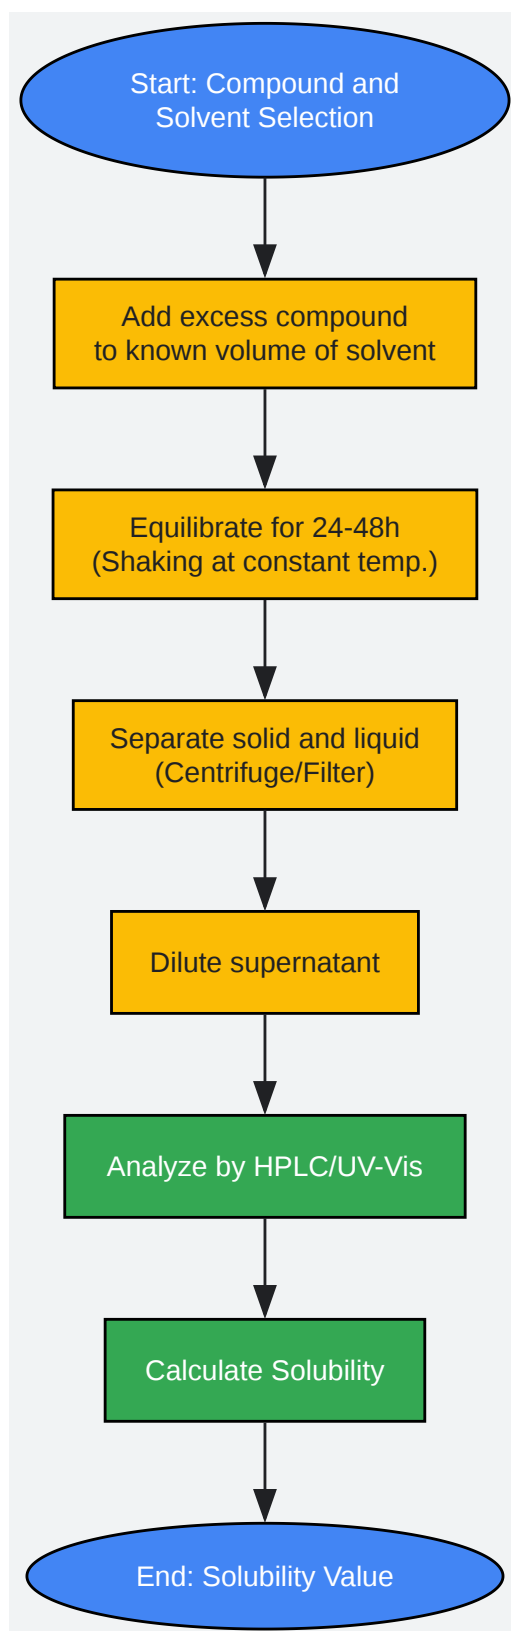 Start: Compound and
Solvent Selection
Add excess compound
to known volume of solvent
Equilibrate for 24-48h
(Shaking at constant temp.)
Separate solid and liquid
(Centrifuge/Filter)
Dilute supernatant
Analyze by HPLC/UV-Vis
Calculate Solubility
End: Solubility Value